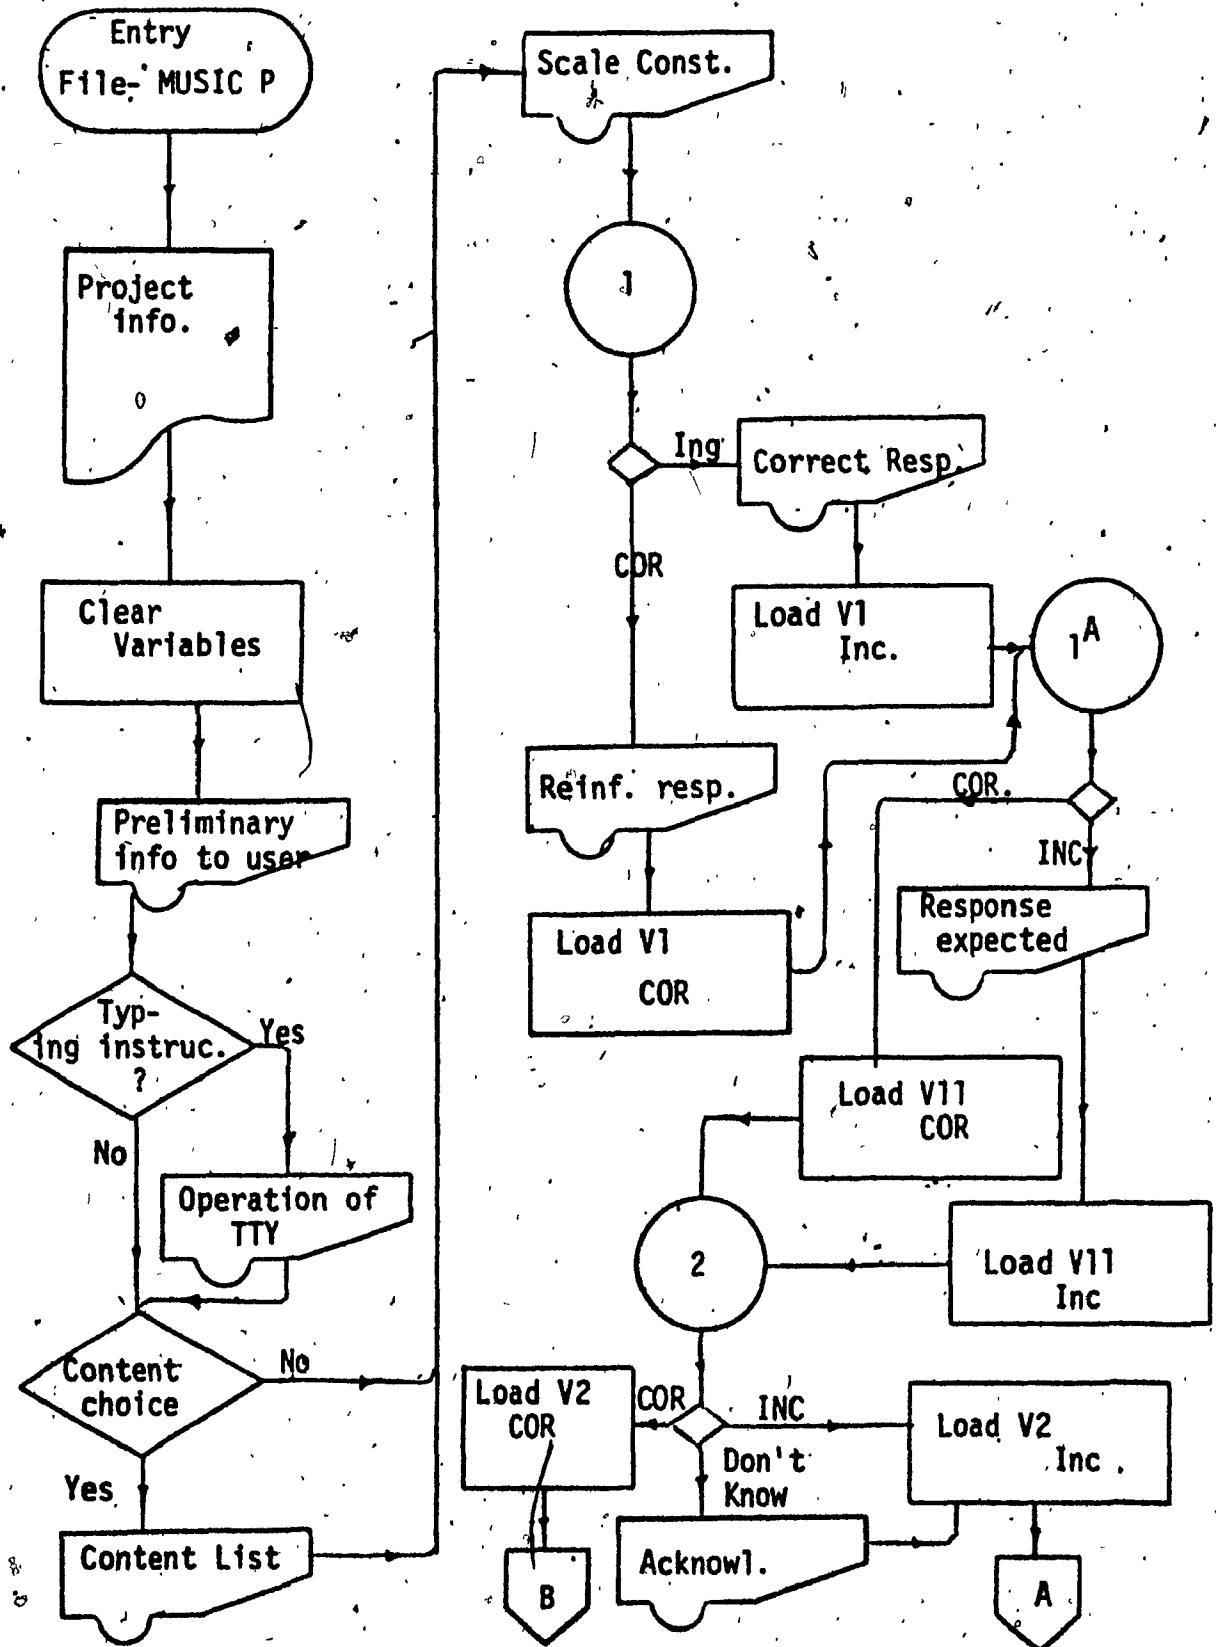 Entry
File- MUSIC P
Project
info.
Clear
Variables
Preliminary
info to user
Typ-
ing instruc.
?
Yes
No
Operation of
TTY
Content
choice
No
Yes
Content List
Scale Const.
1
Ing
Correct Resp.
COR
Load V1
Inc.
1A
Reinf. resp.
COR.
INC
Load V1
COR
Response
expected
Load V11
COR
2
Load V11
Inc
Load V2
COR
COR
INC
Load V2
Inc
Don't
Know
Acknowl.
B
A